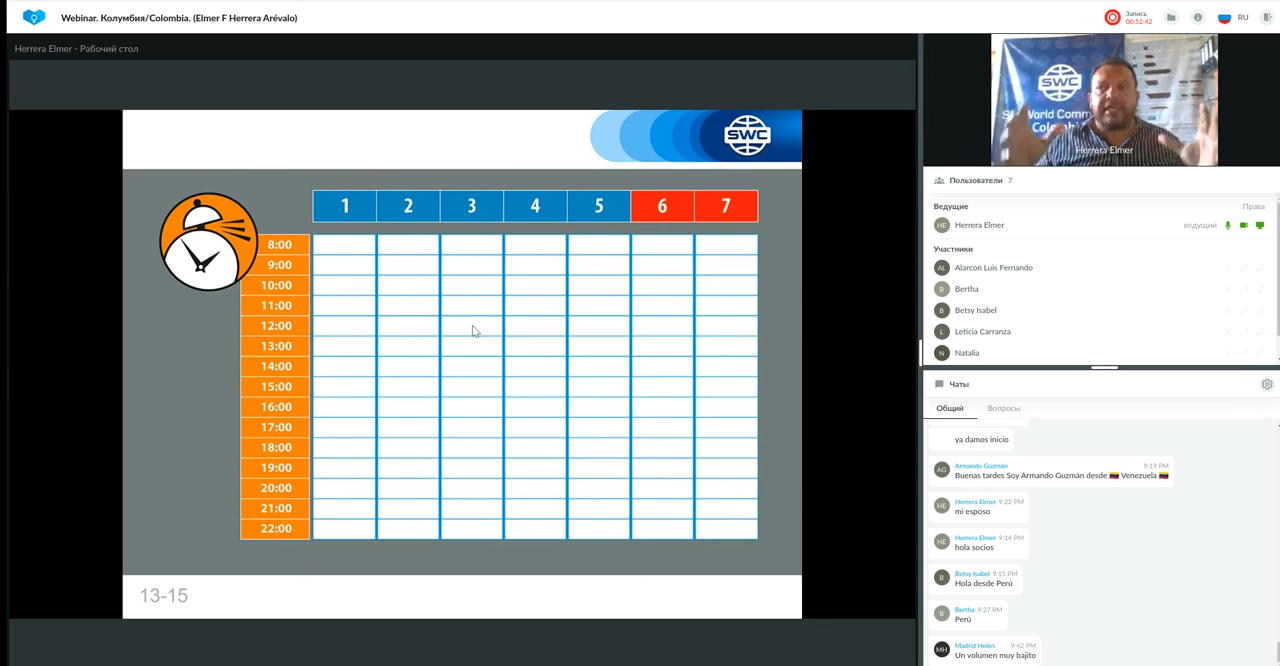 Webinar. Колумбия/Colombia. (Elmer F Herrera Arévalo)
Запись
00:52:42
RU
Herrera Elmer - Рабочий стол
SWC
1 2 3 4 5 6 7
8:00
9:00
10:00
11:00
12:00
13:00
14:00
15:00
16:00
17:00
18:00
19:00
20:00
21:00
22:00
13-15
SWC
World Comm
Herrera Elmer
Пользователи 7
Ведущие Права
HE Herrera Elmer ведущий
Участники
AL Alarcon Luis Fernando
B Bertha
B Betsy Isabel
L Leticia Carranza
N Natalia
Чаты
Общий Вопросы
ya damos inicio
AG Armando Guzmán 9:19 PM
Buenas tardes Soy Armando Guzmán desde 🇻🇪 Venezuela 🇻🇪
HE Herrera Elmer 9:22 PM
mi esposo
HE Herrera Elmer 9:14 PM
hola socios
B Betsy Isabel 9:15 PM
Hola desde Perú
B Bertha 9:27 PM
Perú
MH Madrid Helen 9:42 PM
Un volumen muy bajito